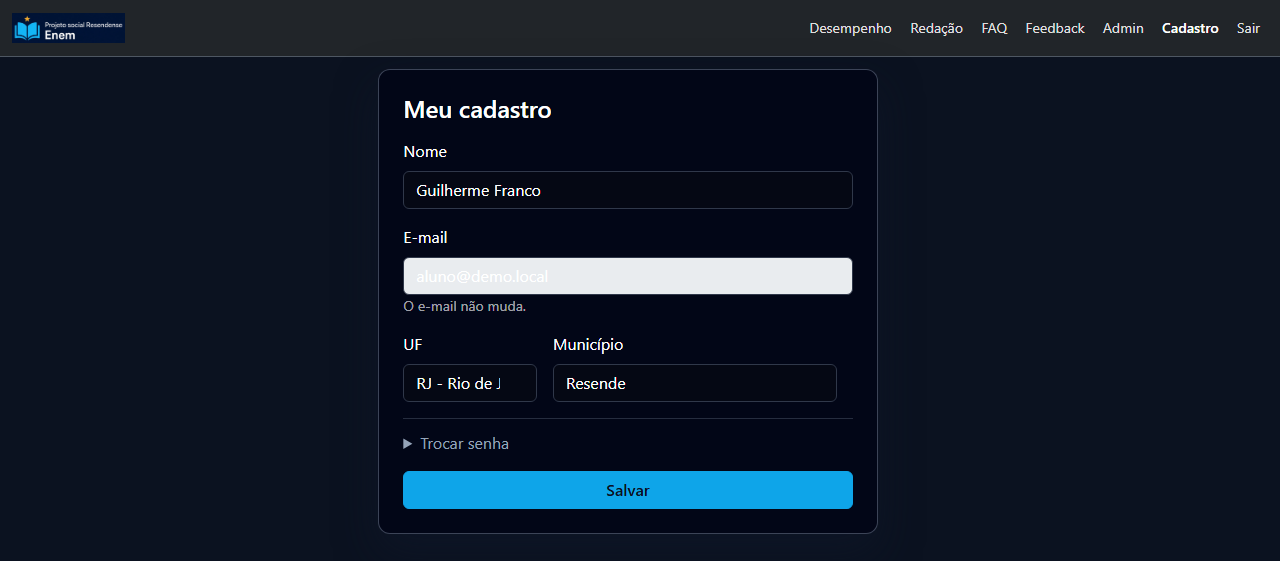 Projeto social Resendense
Enem
Desempenho Redação FAQ Feedback Admin Cadastro Sair
Meu cadastro
Nome
Guilherme Franco
E-mail
aluno@demo.local
O e-mail não muda.
UF Município
RJ - Rio de J Resende
Trocar senha
Salvar